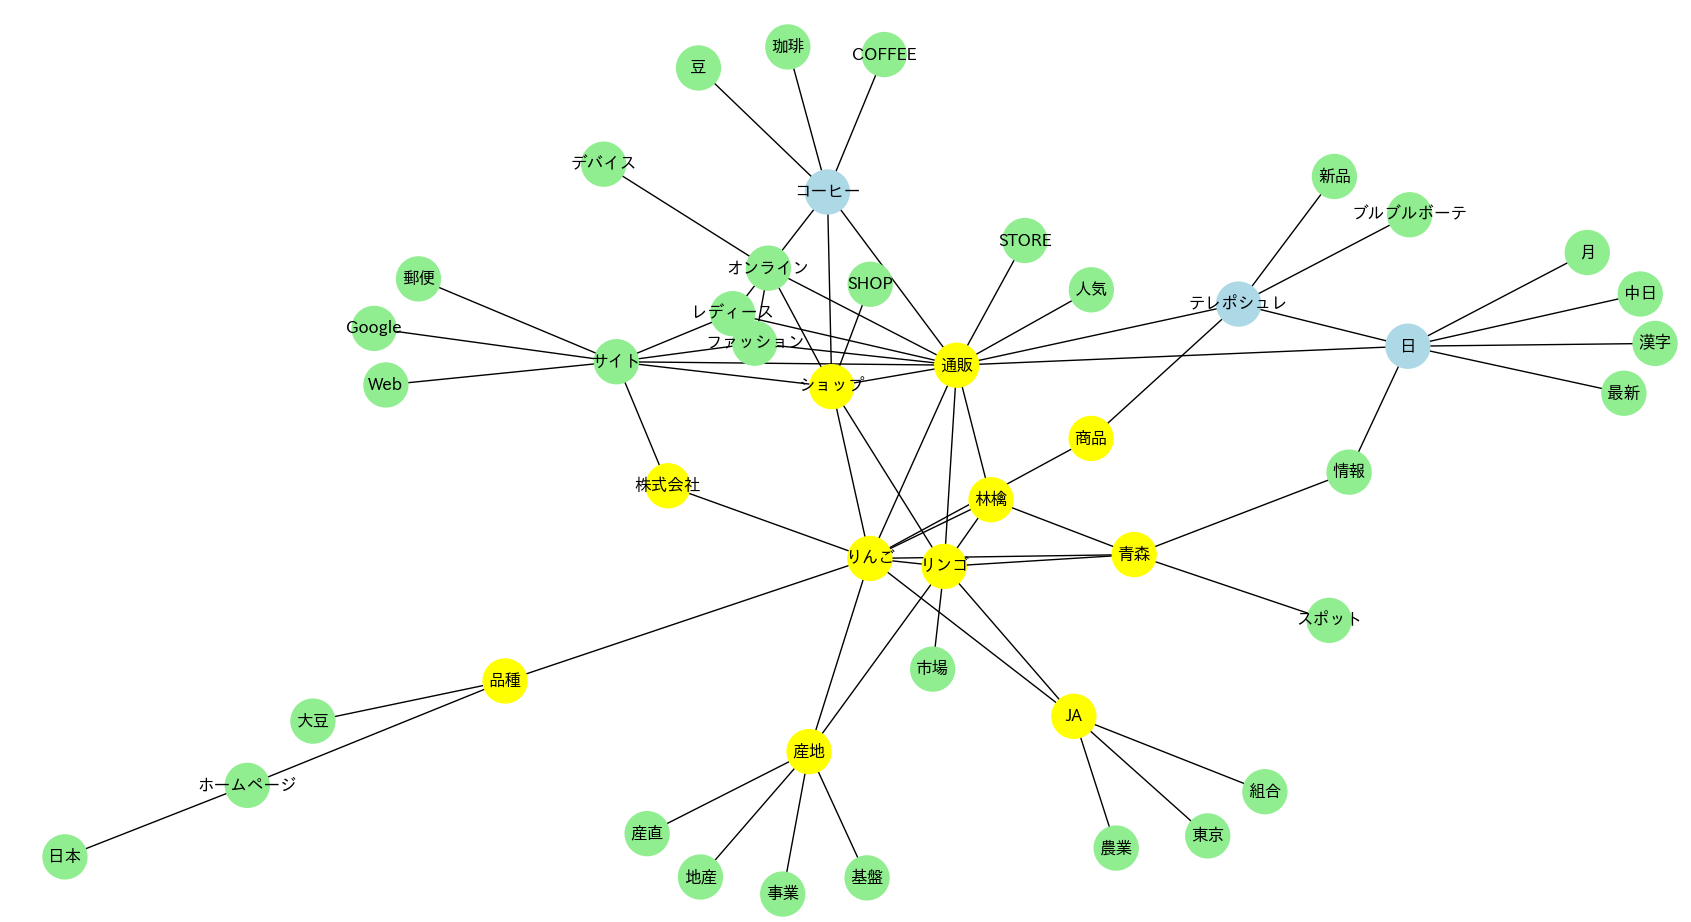 珈琲
COFFEE
豆
デバイス
コーヒー
新品
ブルブルボーテ
STORE
月
オンライン
郵便
SHOP
人気
中日
テレポシュレ
レディース
Google
ファッション
漢字
日
サイト
通販
Web
ショップ
最新
商品
情報
株式会社
林檎
りんご
リンゴ
青森
スポット
市場
品種
JA
大豆
産地
ホームページ
組合
産直
東京
農業
日本
地産
基盤
事業